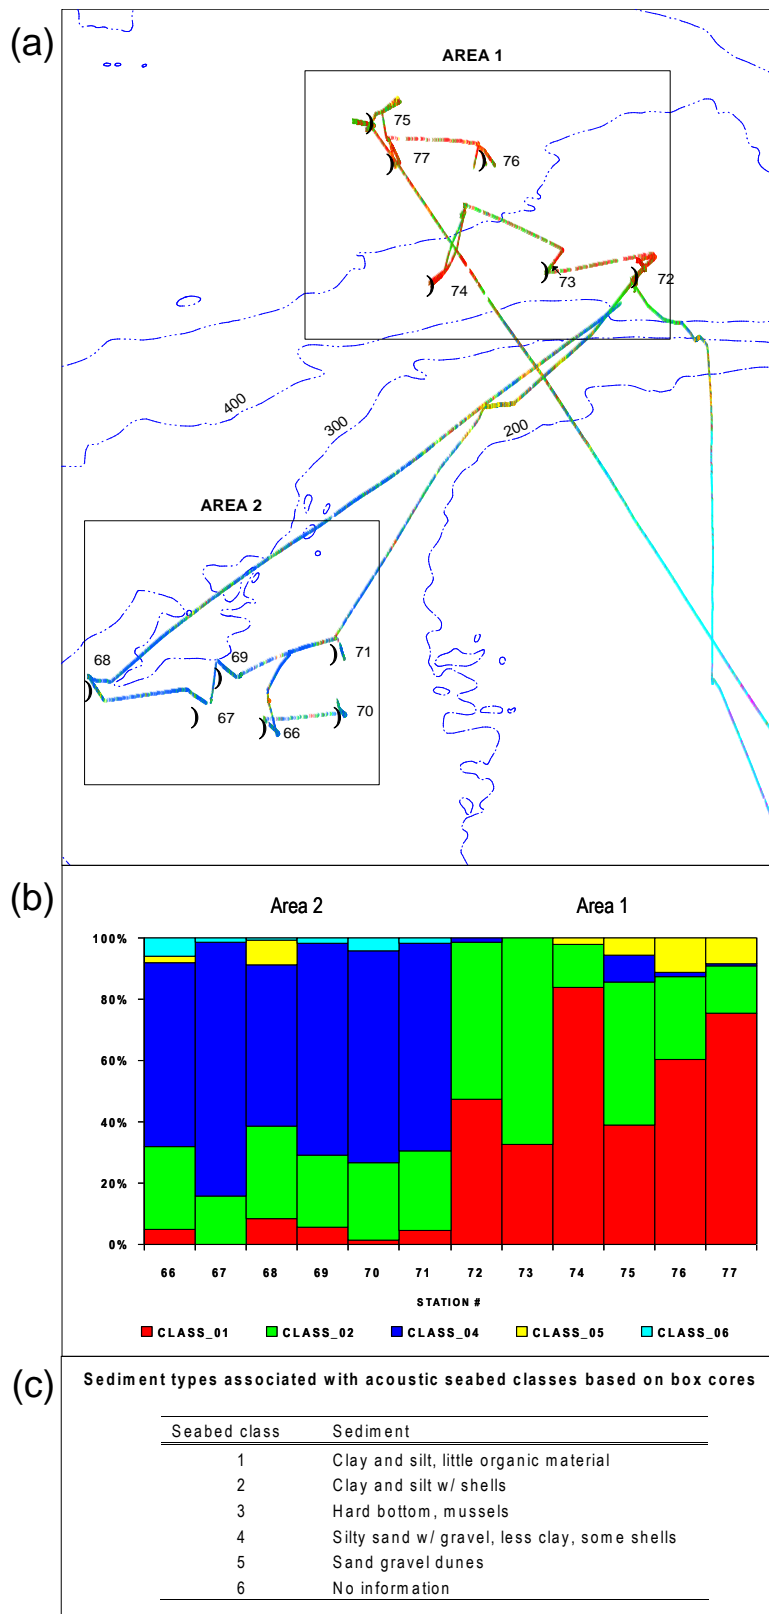 (a)
AREA 1
75
77
76
74
73
72
400
300
200
AREA 2
68
69
71
67
66
70
(b)
Area 2 Area 1
100%
80%
60%
40%
20%
0%
66 67 68 69 70 71 72 73 74 75 76 77
STATION #
CLASS_01 CLASS_02 CLASS_04 CLASS_05 CLASS_06
(c)
Sediment types associated with acoustic seabed classes based on box cores
Seabed class Sediment
1 Clay and silt, little organic material
2 Clay and silt w/ shells
3 Hard bottom, mussels
4 Silty sand w/ gravel, less clay, some shells
5 Sand gravel dunes
6 No information